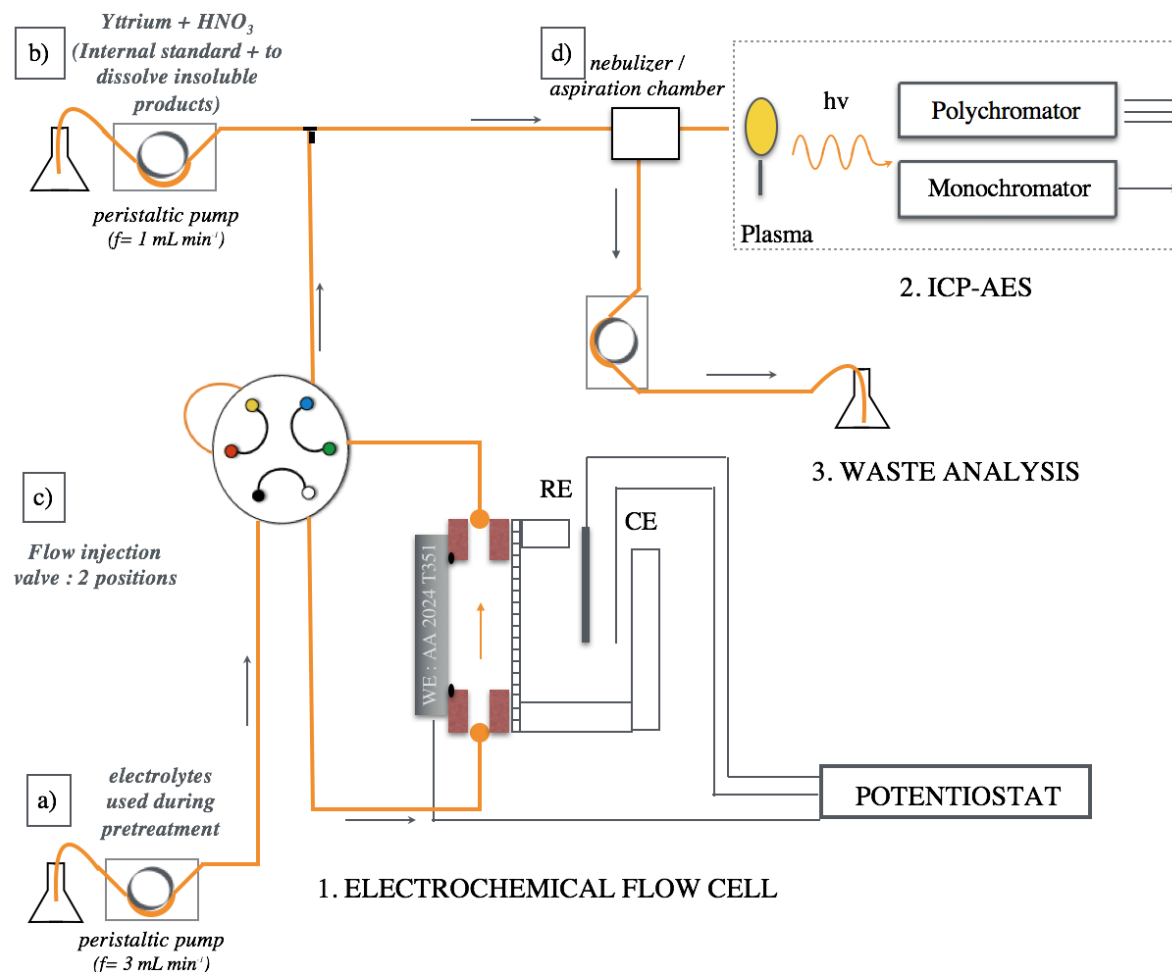 b)
Yttrium + HNO3
(Internal standard + to
dissolve insoluble
products)
peristaltic pump
(f= 1 mL min-1)
d)
nebulizer /
aspiration chamber
hν
Polychromator
Monochromator
Plasma
2. ICP-AES
3. WASTE ANALYSIS
c)
Flow injection
valve : 2 positions
RE
CE
WE : AA 2024 T351
a)
electrolytes
used during
pretreatment
peristaltic pump
(f= 3 mL min-1)
POTENTIOSTAT
1. ELECTROCHEMICAL FLOW CELL